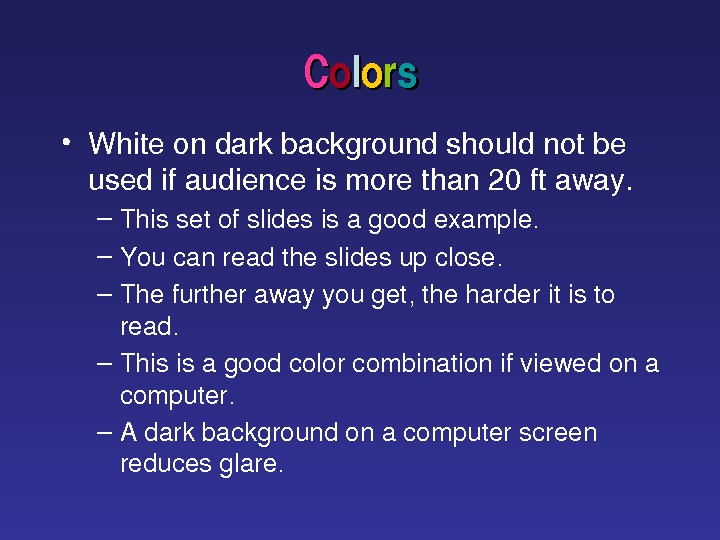 Colors
• White on dark background should not be
used if audience is more than 20 ft away.
– This set of slides is a good example.
– You can read the slides up close.
– The further away you get, the harder it is to
read.
– This is a good color combination if viewed on a
computer.
– A dark background on a computer screen
reduces glare.